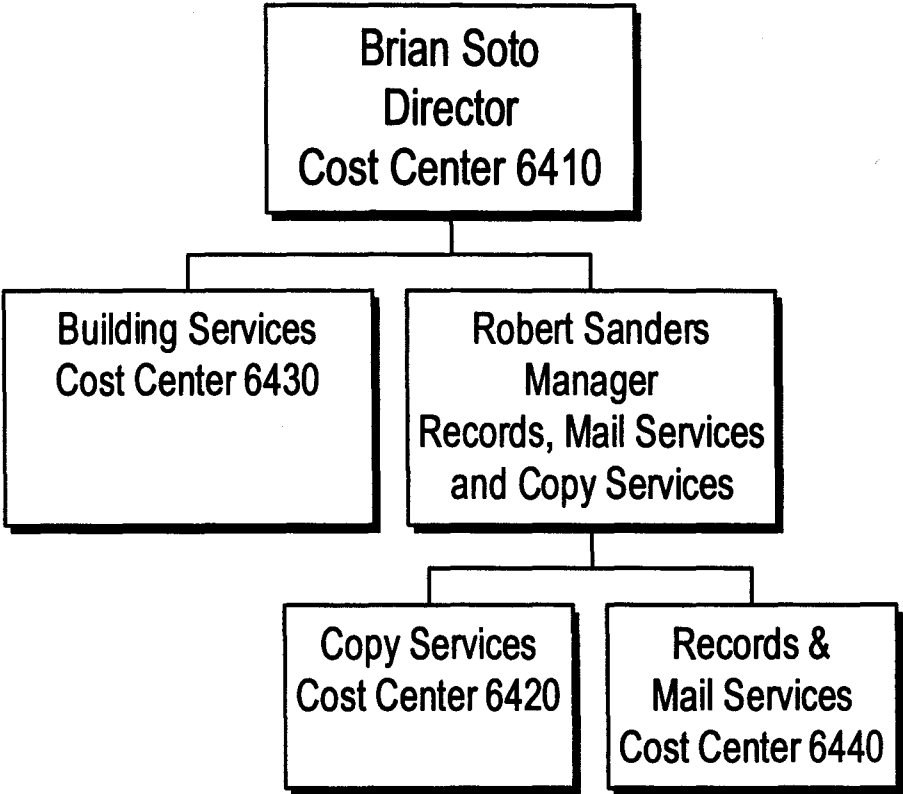 Brian Soto
Director
Cost Center 6410
Building Services
Cost Center 6430
Robert Sanders
Manager
Records, Mail Services
and Copy Services
Copy Services
Cost Center 6420
Records &
Mail Services
Cost Center 6440